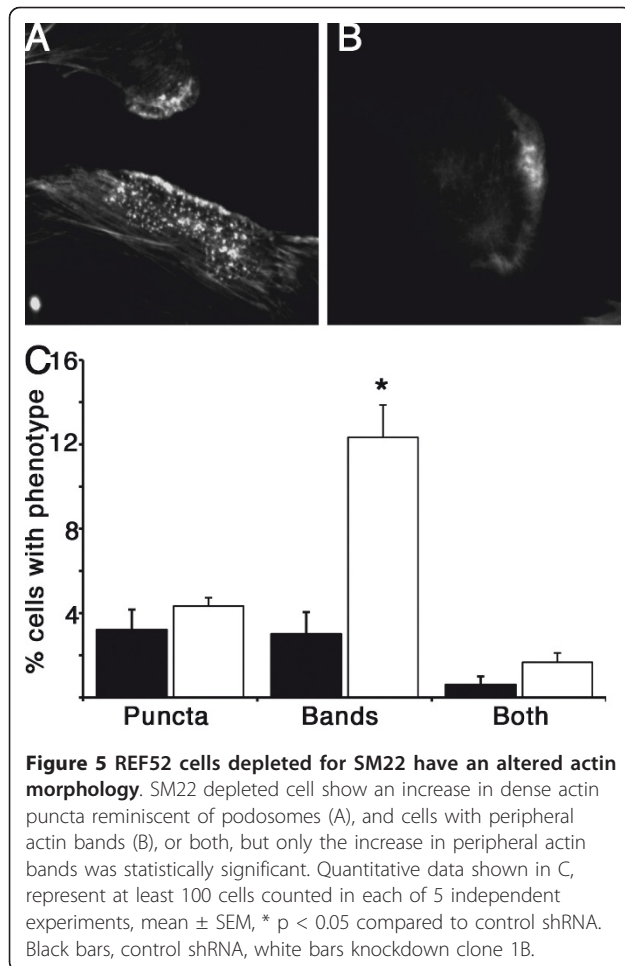 A
B
C
16
12
8
4
% cells with phenotype
*
Puncta Bands Both
Figure 5 REF52 cells depleted for SM22 have an altered actin
morphology. SM22 depleted cell show an increase in dense actin
puncta reminiscent of podosomes (A), and cells with peripheral
actin bands (B), or both, but only the increase in peripheral actin
bands was statistically significant. Quantitative data shown in C,
represent at least 100 cells counted in each of 5 independent
experiments, mean ± SEM, * p < 0.05 compared to control shRNA.
Black bars, control shRNA, white bars knockdown clone 1B.